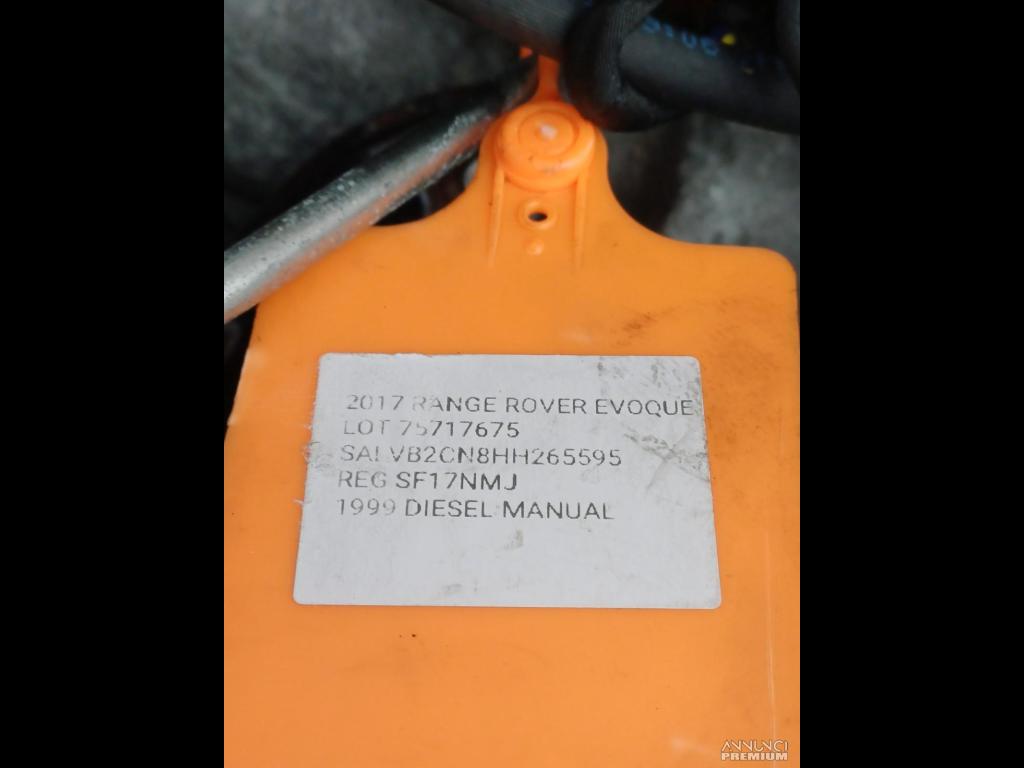 2017 RANGE ROVER EVOQUE
LOT 75717675
SALVB2CN8HH265595
REG SF17NMJ
1999 DIESEL MANUAL
ANNUNCI
PREMIUM